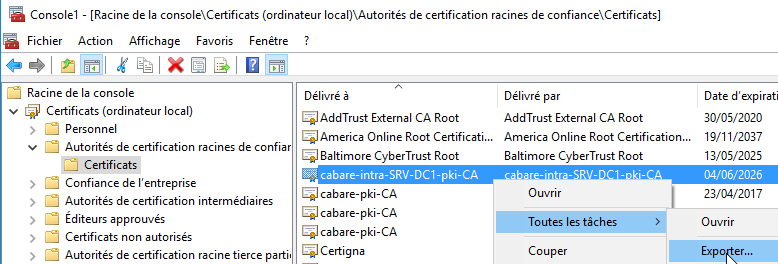 Console1 - [Racine de la console\Certificats (ordinateur local)\Autorités de certification racines de confiance\Certificats]
Fichier Action Affichage Favoris Fenêtre ?
Racine de la console
Certificats (ordinateur local)
Personnel
Autorités de certification racines de confian
Certificats
Confiance de l'entreprise
Autorités de certification intermédiaires
Éditeurs approuvés
Certificats non autorisés
Autorités de certification racine tierce partie
Délivré à Délivré par Date d'expirati
AddTrust External CA Root AddTrust External CA Root 30/05/2020
America Online Root Certification... America Online Root Certification... 19/11/2037
Baltimore CyberTrust Root Baltimore CyberTrust Root 13/05/2025
cabare-intra-SRV-DC1-pki-CA cabare-intra-SRV-DC1-pki-CA 04/06/2026
cabare-pki-CA 23/04/2017
cabare-pki-CA
cabare-pki-CA
Certigna
Ouvrir
Toutes les tâches
Couper
Ouvrir
Exporter...